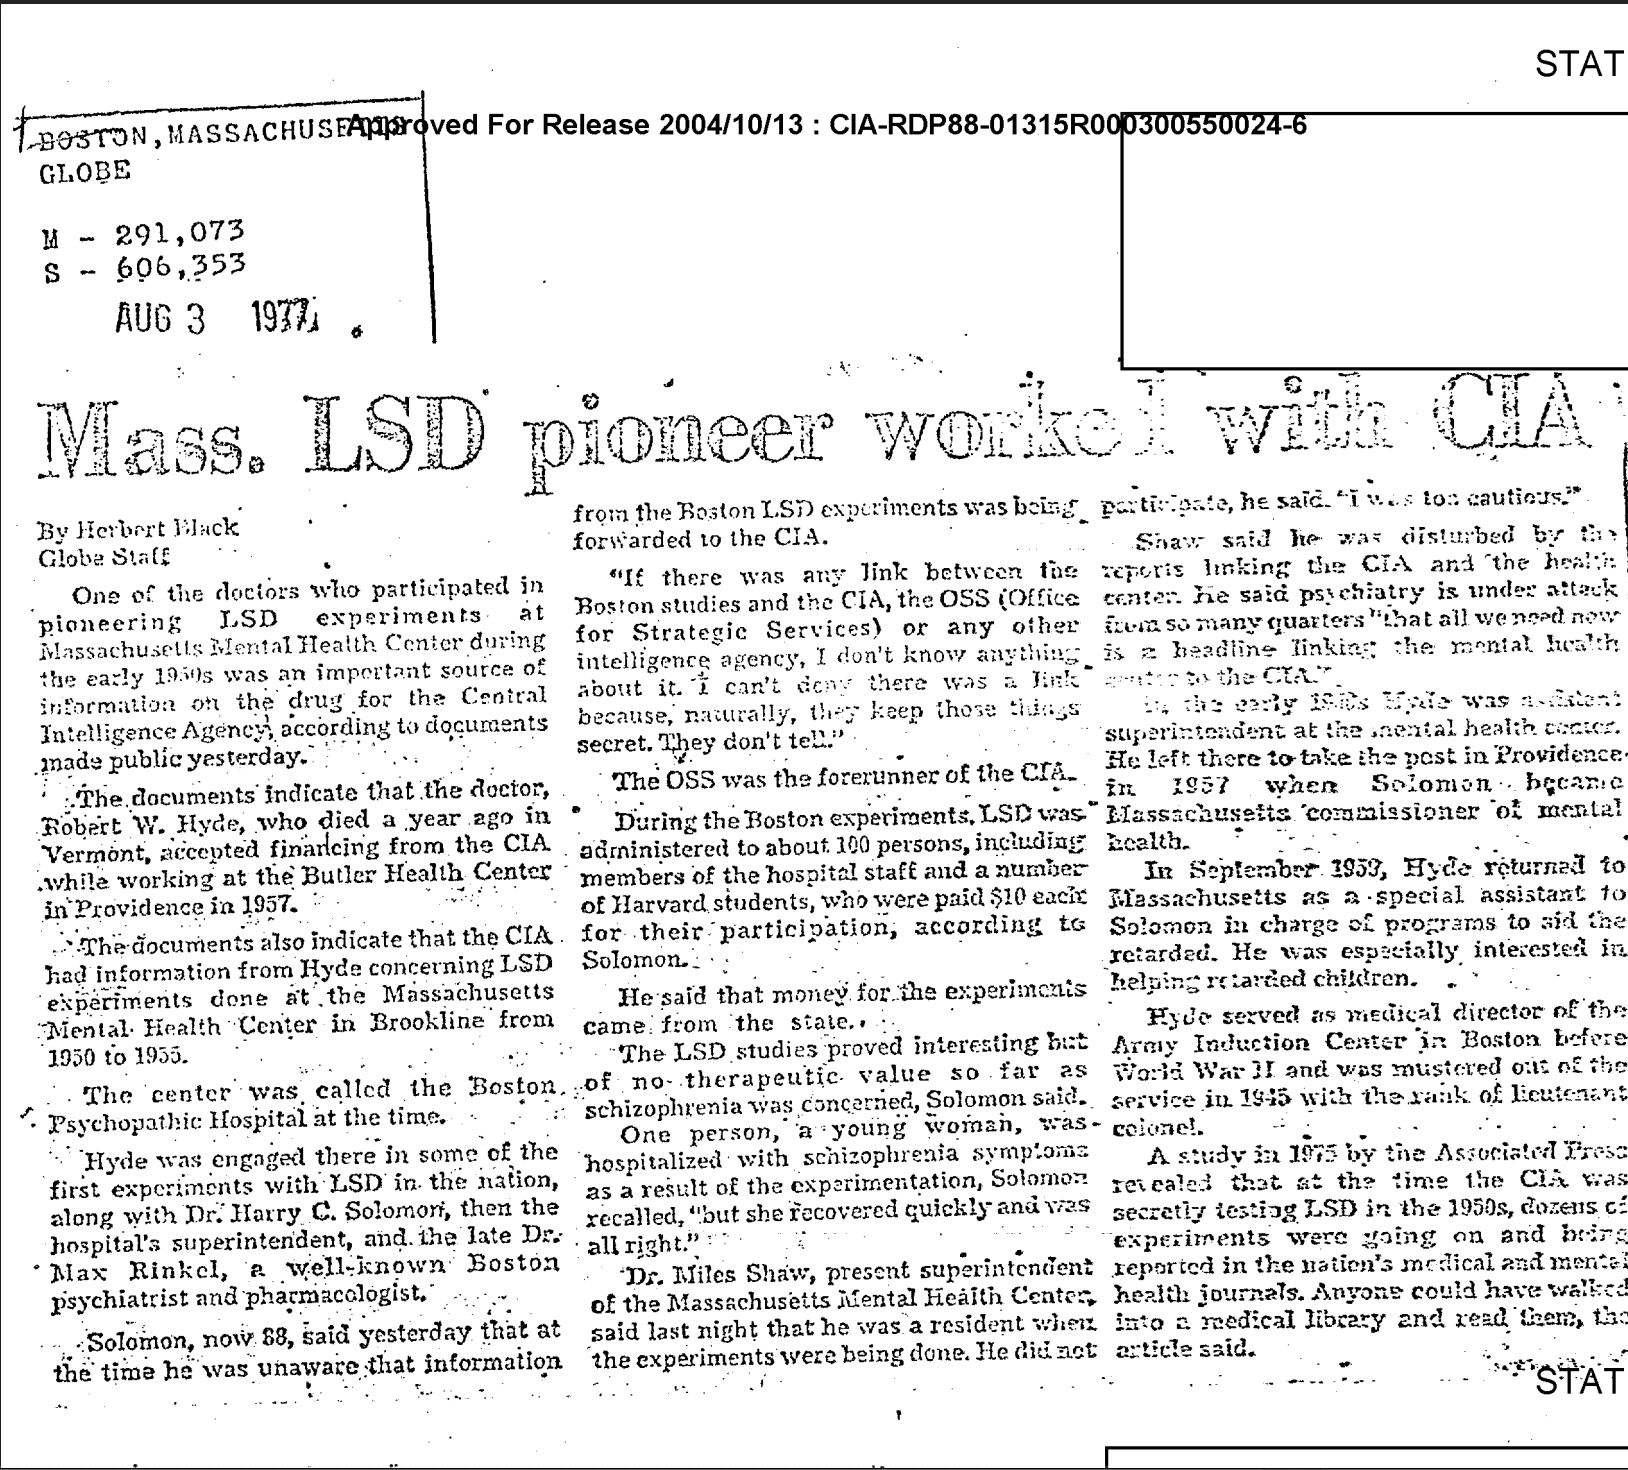 STAT
Approved For Release 2004/10/13 : CIA-RDP88-01315R000300550024-6
BOSTON, MASSACHUSETTS
GLOBE
M - 291,073
S - 606,353
AUG 3 1977
Mass. LSD pioneer worked with CIA
By Herbert Black
Globe Staff
One of the doctors who participated in
pioneering LSD experiments at
Massachusetts Mental Health Center during
the early 1950s was an important source of
information on the drug for the Central
Intelligence Agency, according to documents
made public yesterday.
The documents indicate that the doctor,
Robert W. Hyde, who died a year ago in
Vermont, accepted financing from the CIA
while working at the Butler Health Center
in Providence in 1957.
The documents also indicate that the CIA
had information from Hyde concerning LSD
experiments done at the Massachusetts
Mental Health Center in Brookline from
1950 to 1955.
The center was called the Boston
Psychopathic Hospital at the time.
Hyde was engaged there in some of the
first experiments with LSD in the nation,
along with Dr. Harry C. Solomon, then the
hospital's superintendent, and the late Dr.
Max Rinkel, a well-known Boston
psychiatrist and pharmacologist.
Solomon, now 88, said yesterday that at
the time he was unaware that information
from the Boston LSD experiments was being
forwarded to the CIA.
"If there was any link between the
Boston studies and the CIA, the OSS (Office
for Strategic Services) or any other
intelligence agency, I don't know anything
about it. I can't deny there was a link
because, naturally, they keep those things
secret. They don't tell."
The OSS was the forerunner of the CIA.
During the Boston experiments, LSD was
administered to about 100 persons, including
members of the hospital staff and a number
of Harvard students, who were paid $10 each
for their participation, according to
Solomon.
He said that money for the experiments
came from the state.
The LSD studies proved interesting but
of no therapeutic value so far as
schizophrenia was concerned, Solomon said.
One person, a young woman, was
hospitalized with schizophrenia symptoms
as a result of the experimentation, Solomon
recalled, "but she recovered quickly and was
all right."
Dr. Miles Shaw, present superintendent
of the Massachusetts Mental Health Center,
said last night that he was a resident when
the experiments were being done. He did not
participate, he said. "I was too cautious."
Shaw said he was disturbed by the
reports linking the CIA and the health
center. He said psychiatry is under attack
from so many quarters "that all we need now
is a headline linking the mental health
center to the CIA."
In the early Hyde was assistant
superintendent at the mental health center.
He left there to take the post in Providence
in 1957 when Solomon became
Massachusetts commissioner of mental
health.
In September Hyde returned to
Massachusetts as a special assistant to
Solomon in charge of programs to aid the
retarded. He was especially interested in
helping retarded children.
Hyde served as medical director of the
Army Induction Center in Boston before
World War II and was mustered out of the
service in 1945 with the rank of lieutenant
colonel.
A study in 1975 by the Associated Press
revealed that at the time the CIA was
secretly testing LSD in the 1950s, dozens of
experiments were going on and being
reported in the nation's medical and mental
health journals. Anyone could have walked
into a medical library and read them, the
article said.
STAT